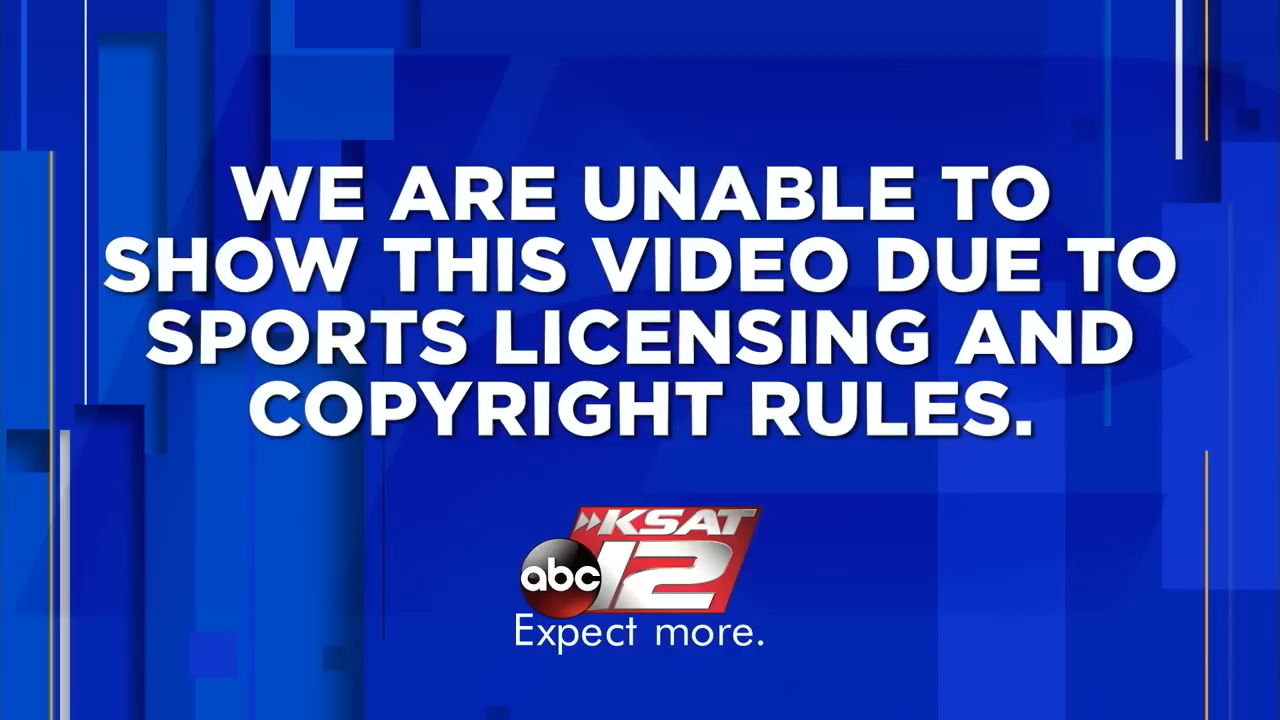 WE ARE UNABLE TO
SHOW THIS VIDEO DUE TO
SPORTS LICENSING AND
COPYRIGHT RULES.
KSAT
abc 12
Expect more.